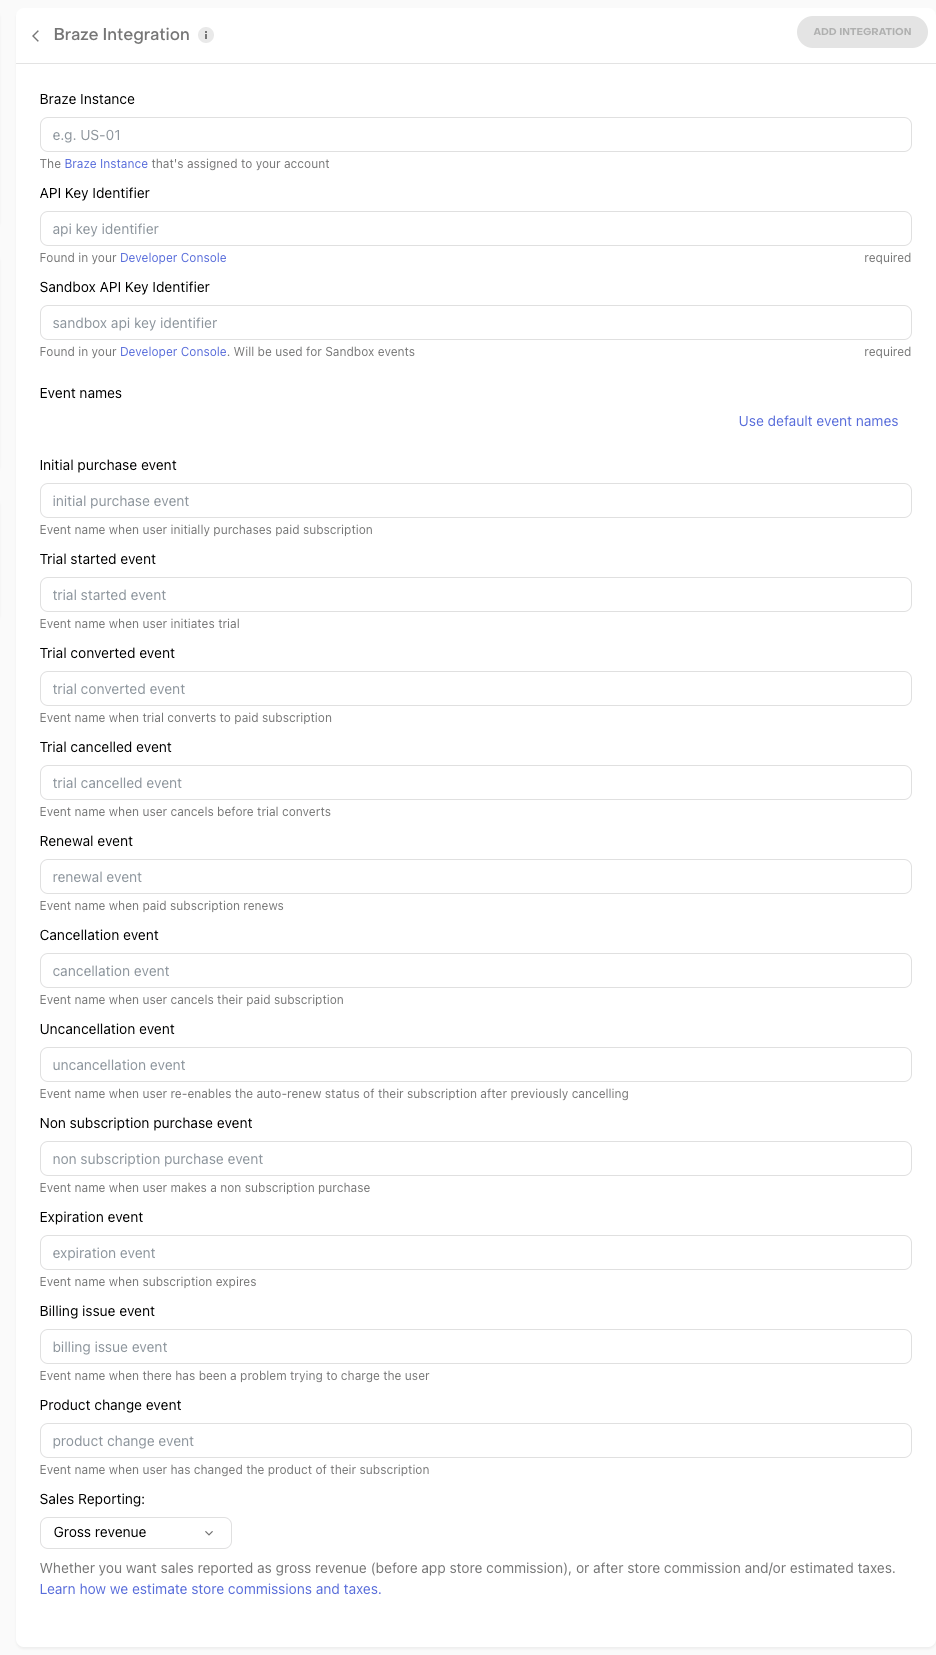 Braze Integration
ADD INTEGRATION
Braze Instance
e.g. US-01
The Braze Instance that's assigned to your account
API Key Identifier
api key identifier
Found in your Developer Console required
Sandbox API Key Identifier
sandbox api key identifier
Found in your Developer Console. Will be used for Sandbox events required
Event names
Use default event names
Initial purchase event
initial purchase event
Event name when user initially purchases paid subscription
Trial started event
trial started event
Event name when user initiates trial
Trial converted event
trial converted event
Event name when trial converts to paid subscription
Trial cancelled event
trial cancelled event
Event name when user cancels before trial converts
Renewal event
renewal event
Event name when paid subscription renews
Cancellation event
cancellation event
Event name when user cancels their paid subscription
Uncancellation event
uncancellation event
Event name when user re-enables the auto-renew status of their subscription after previously cancelling
Non subscription purchase event
non subscription purchase event
Event name when user makes a non subscription purchase
Expiration event
expiration event
Event name when subscription expires
Billing issue event
billing issue event
Event name when there has been a problem trying to charge the user
Product change event
product change event
Event name when user has changed the product of their subscription
Sales Reporting:
Gross revenue
Whether you want sales reported as gross revenue (before app store commission), or after store commission and/or estimated taxes.
Learn how we estimate store commissions and taxes.